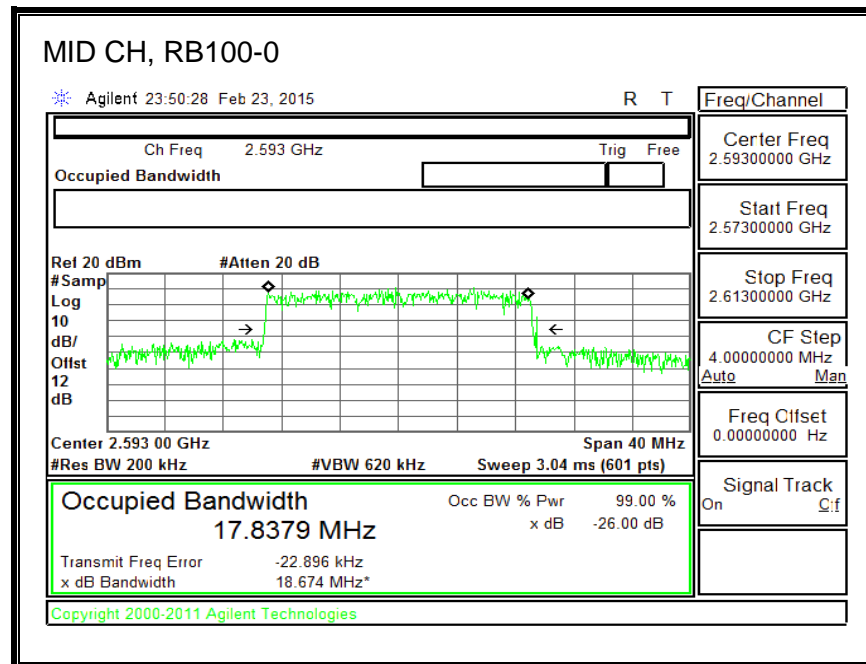 MID CH, RB100-0
Agilent 23:50:28 Feb 23, 2015 R T
Freq/Channel
Ch Freq 2.593 GHz Trig Free
Occupied Bandwidth
Center Freq
2.59300000 GHz
Start Freq
2.57300000 GHz
Stop Freq
2.61300000 GHz
CF Step
4.00000000 MHz
Auto Man
Freq Offset
0.00000000 Hz
Signal Track
On Off
Ref 20 dBm #Atten 20 dB
#Samp
Log
10
dB/
Offst
12
dB
Center 2.593 00 GHz Span 40 MHz
#Res BW 200 kHz #VBW 620 kHz Sweep 3.04 ms (601 pts)
Occupied Bandwidth
17.8379 MHz
Occ BW % Pwr 99.00 %
x dB -26.00 dB
Transmit Freq Error -22.896 kHz
x dB Bandwidth 18.674 MHz*
Copyright 2000-2011 Agilent Technologies